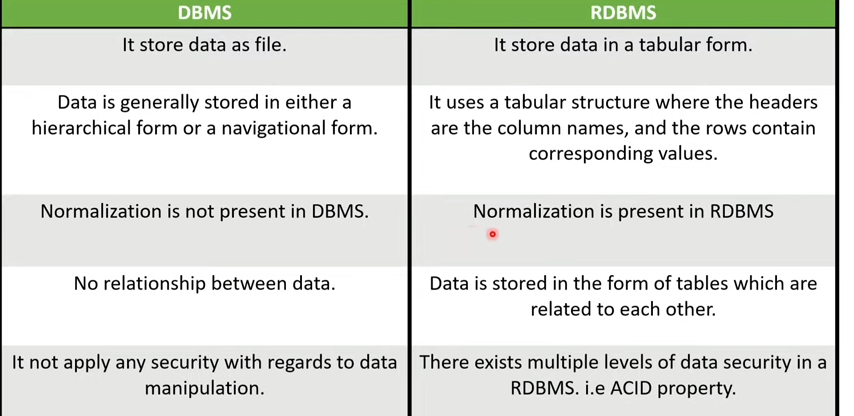 DBMS
RDBMS
It store data as file.
It store data in a tabular form.
Data is generally stored in either a
hierarchical form or a navigational form.
It uses a tabular structure where the headers
are the column names, and the rows contain
corresponding values.
Normalization is not present in DBMS.
Normalization is present in RDBMS
No relationship between data.
Data is stored in the form of tables which are
related to each other.
It not apply any security with regards to data
manipulation.
There exists multiple levels of data security in a
RDBMS. i.e ACID property.